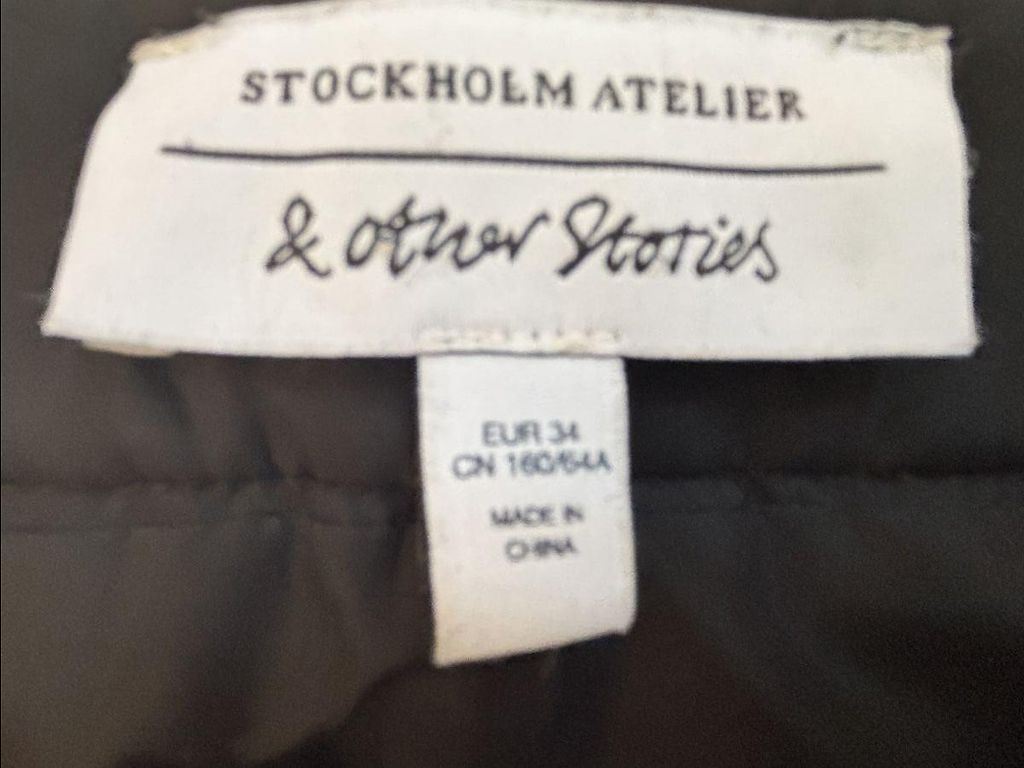 STOCKHOLM ATELIER
& other Stories
EUR 34
CN 160/64A
MADE IN
CHINA